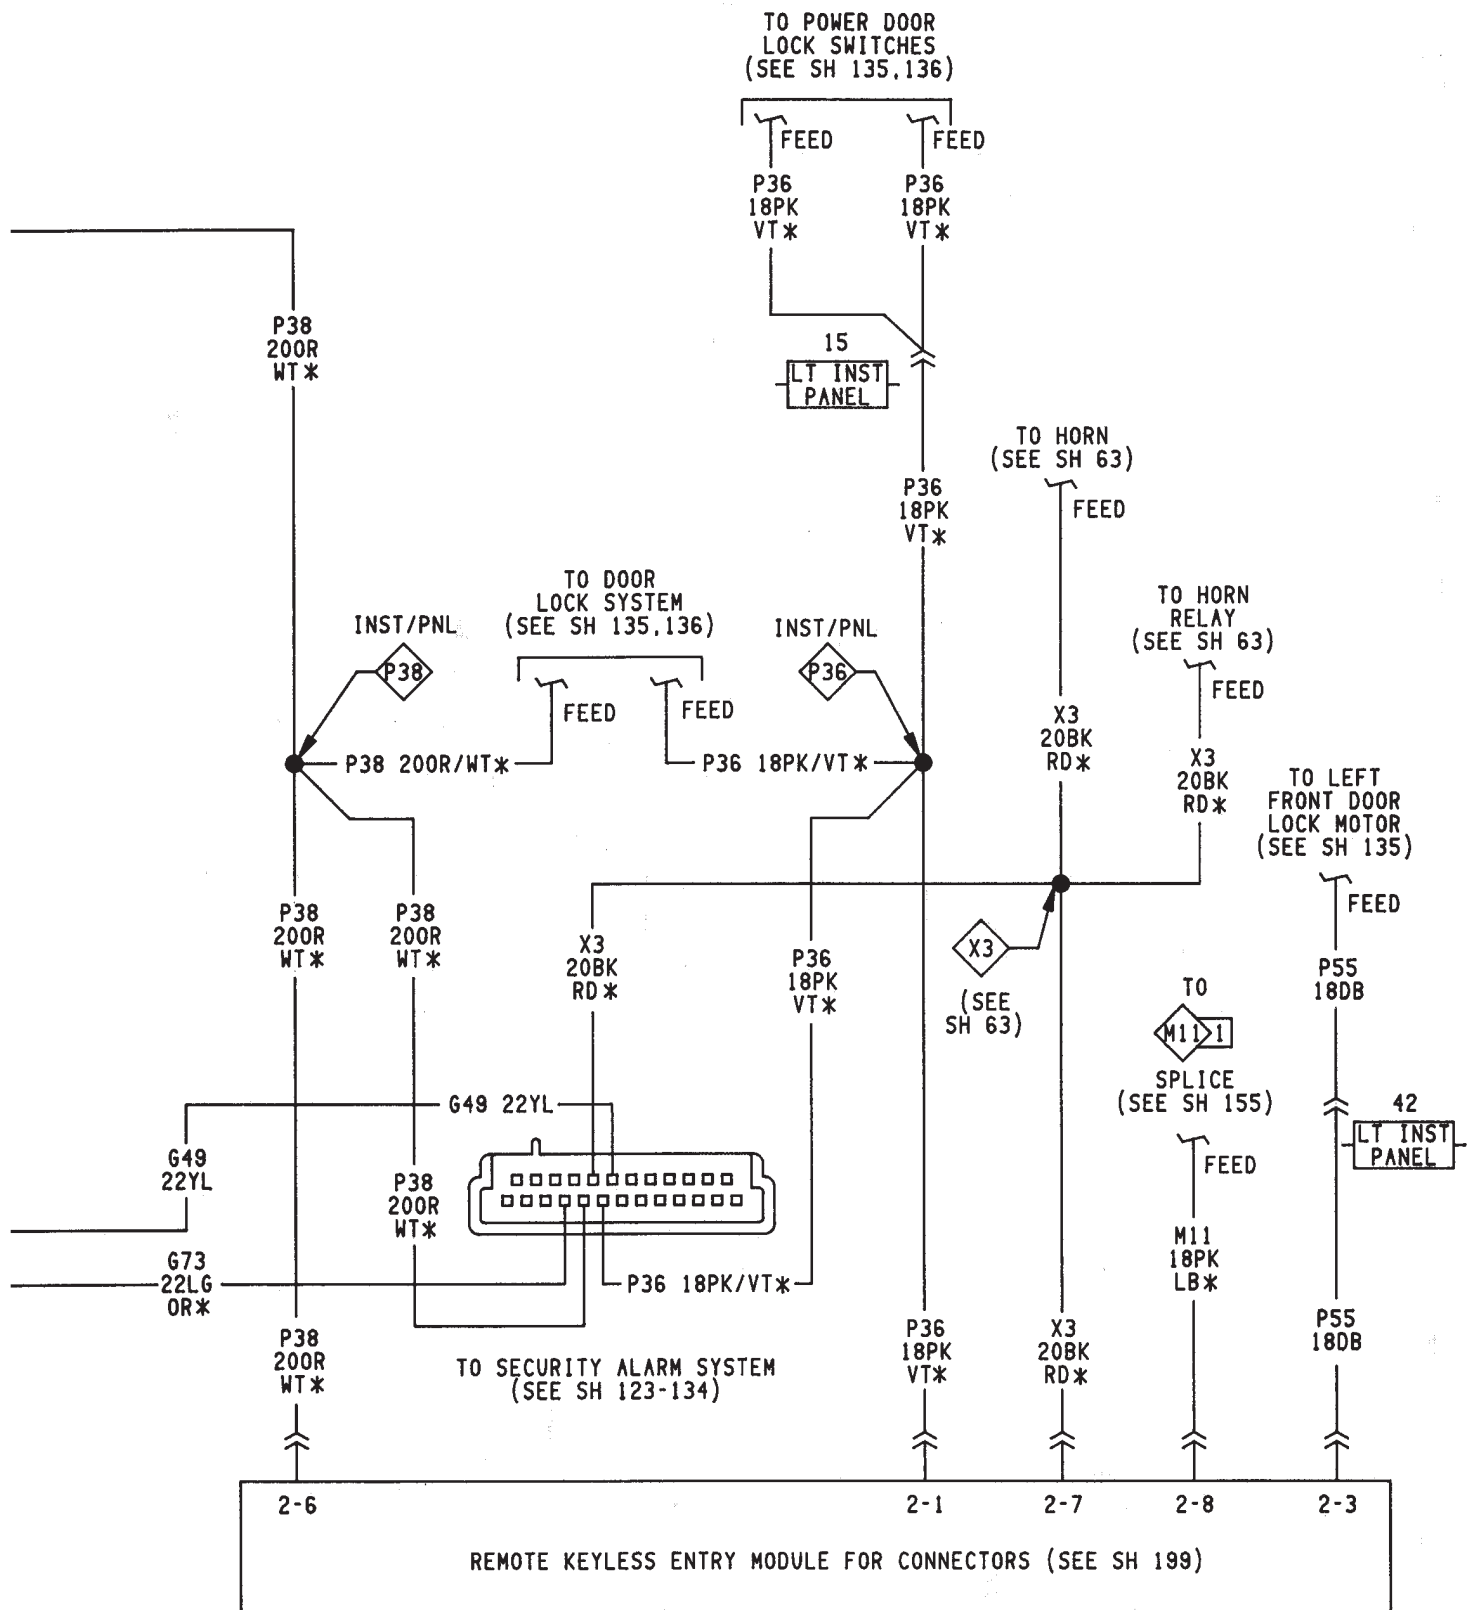 TO POWER DOOR
LOCK SWITCHES
(SEE SH 135,136)
FEED
FEED
P36
18PK
VT*
P36
18PK
VT*
P38
20OR
WT*
15
LT INST
PANEL
TO HORN
(SEE SH 63)
FEED
P36
18PK
VT*
TO DOOR
LOCK SYSTEM
(SEE SH 135,136)
INST/PNL
P38
FEED
FEED
INST/PNL
P36
TO HORN
RELAY
(SEE SH 63)
FEED
P38 20OR/WT*
P36 18PK/VT*
X3
20BK
RD*
X3
20BK
RD*
TO LEFT
FRONT DOOR
LOCK MOTOR
(SEE SH 135)
FEED
P38
20OR
WT*
P38
20OR
WT*
X3
20BK
RD*
P36
18PK
VT*
X3
(SEE
SH 63)
P55
18DB
TO
M11 1
SPLICE
(SEE SH 155)
FEED
42
LT INST
PANEL
G49 22YL
G49
22YL
P38
20OR
WT*
G73
22LG
OR*
P36 18PK/VT*
M11
18PK
LB*
P38
20OR
WT*
TO SECURITY ALARM SYSTEM
(SEE SH 123-134)
P36
18PK
VT*
X3
20BK
RD*
P55
18DB
2-6
2-1
2-7
2-8
2-3
REMOTE KEYLESS ENTRY MODULE FOR CONNECTORS (SEE SH 199)